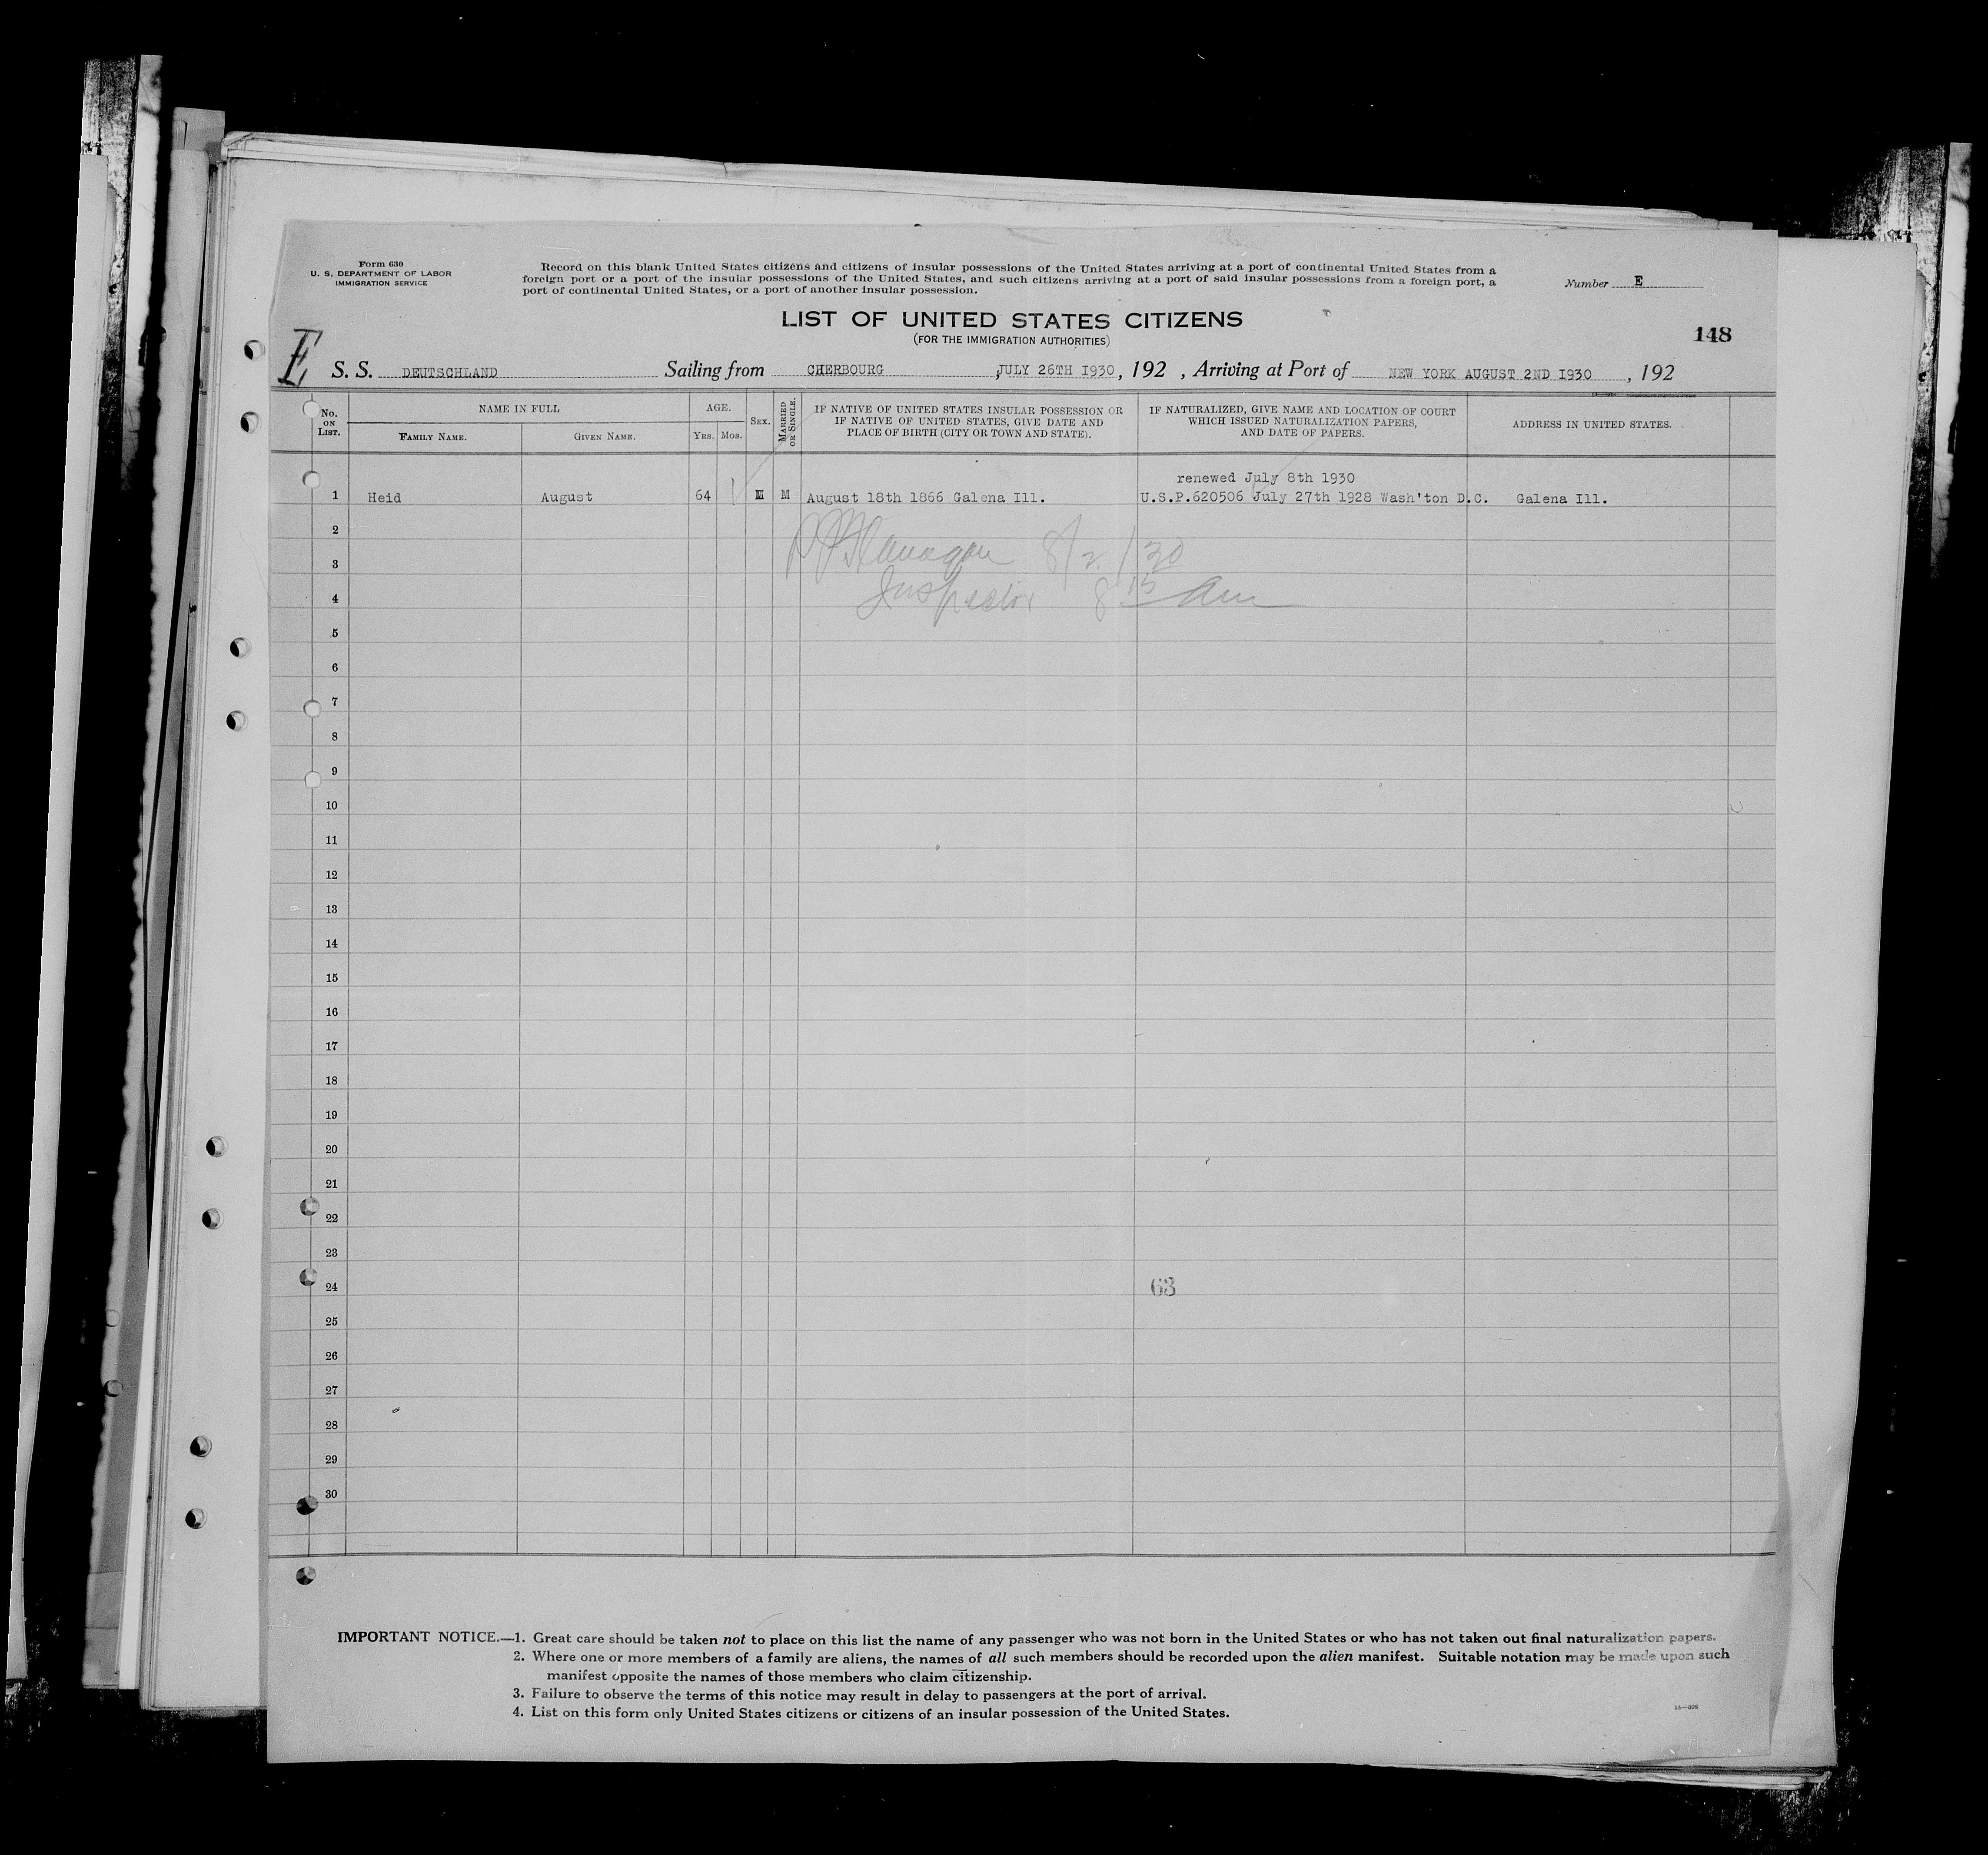 Form 630
U. S. DEPARTMENT OF LABOR
IMMIGRATION SERVICE
Record on this blank United States citizens and citizens of insular possessions of the United States arriving at a port of continental United States from a
foreign port or a port of the insular possessions of the United States, and such citizens arriving at a port of said insular possessions from a foreign port, a
port of continental United States, or a port of another insular possession.
Number E
LIST OF UNITED STATES CITIZENS
(FOR THE IMMIGRATION AUTHORITIES)
148
E
S. S. DEUTSCHLAND Sailing from CHERBOURG , JULY 26TH 1930, 192 , Arriving at Port of NEW YORK AUGUST 2ND 1930 , 192
No. ON LIST.
NAME IN FULL
FAMILY NAME.
GIVEN NAME.
AGE.
YRS. MOS.
SEX.
MARRIED OR SINGLE.
IF NATIVE OF UNITED STATES INSULAR POSSESSION OR
IF NATIVE OF UNITED STATES, GIVE DATE AND
PLACE OF BIRTH (CITY OR TOWN AND STATE).
IF NATURALIZED, GIVE NAME AND LOCATION OF COURT
WHICH ISSUED NATURALIZATION PAPERS,
AND DATE OF PAPERS.
ADDRESS IN UNITED STATES.
renewed July 8th 1930
1 Heid August 64 M M August 18th 1866 Galena Ill. U.S.P.620506 July 27th 1928 Wash'ton D.C. Galena Ill.
2
Flanagan 8/2/30
3
Inspector 8 15 am
4
5
6
7
8
9
10
11
12
13
14
15
16
17
18
19
20
21
22
23
24 63
25
26
27
28
29
30
IMPORTANT NOTICE.—1. Great care should be taken not to place on this list the name of any passenger who was not born in the United States or who has not taken out final naturalization papers.
2. Where one or more members of a family are aliens, the names of all such members should be recorded upon the alien manifest. Suitable notation may be made upon such
manifest opposite the names of those members who claim citizenship.
3. Failure to observe the terms of this notice may result in delay to passengers at the port of arrival.
4. List on this form only United States citizens or citizens of an insular possession of the United States.